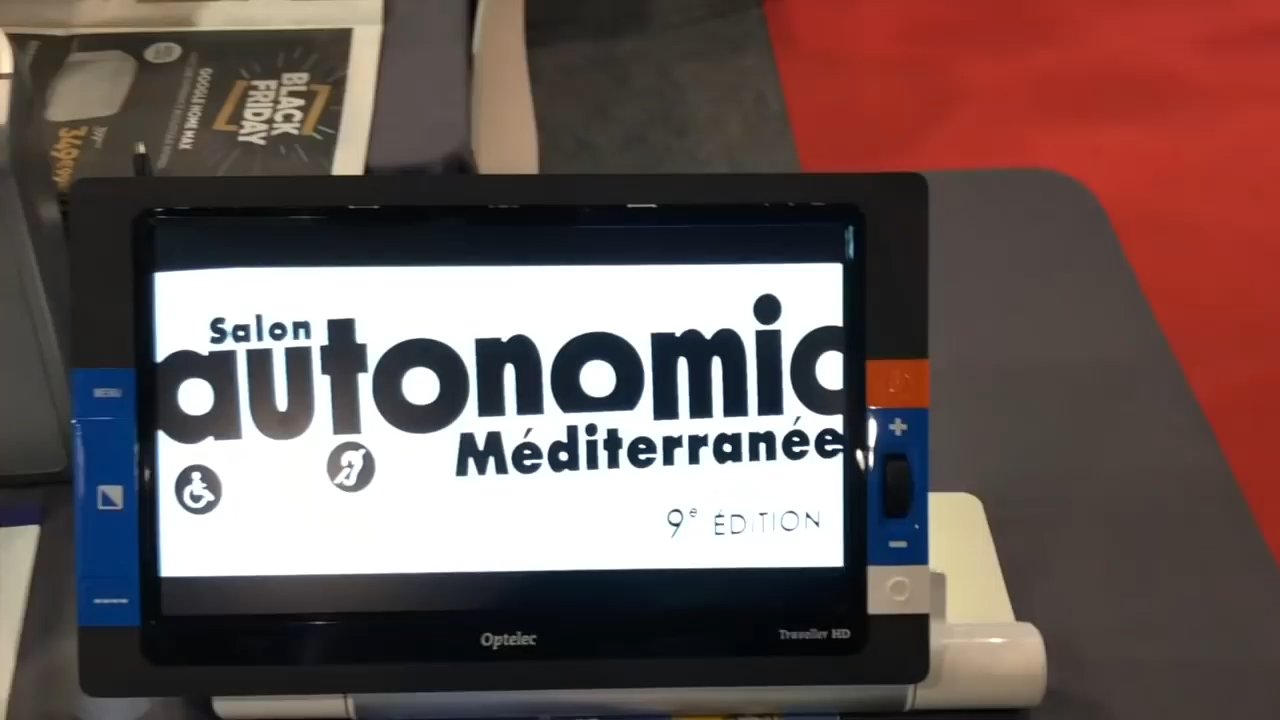 BLACK
FRIDAY
GOOGLE HOME MAX
Salon
autonomic
Méditerranée
9e ÉDITION
MENU
Optelec
Traveller HD